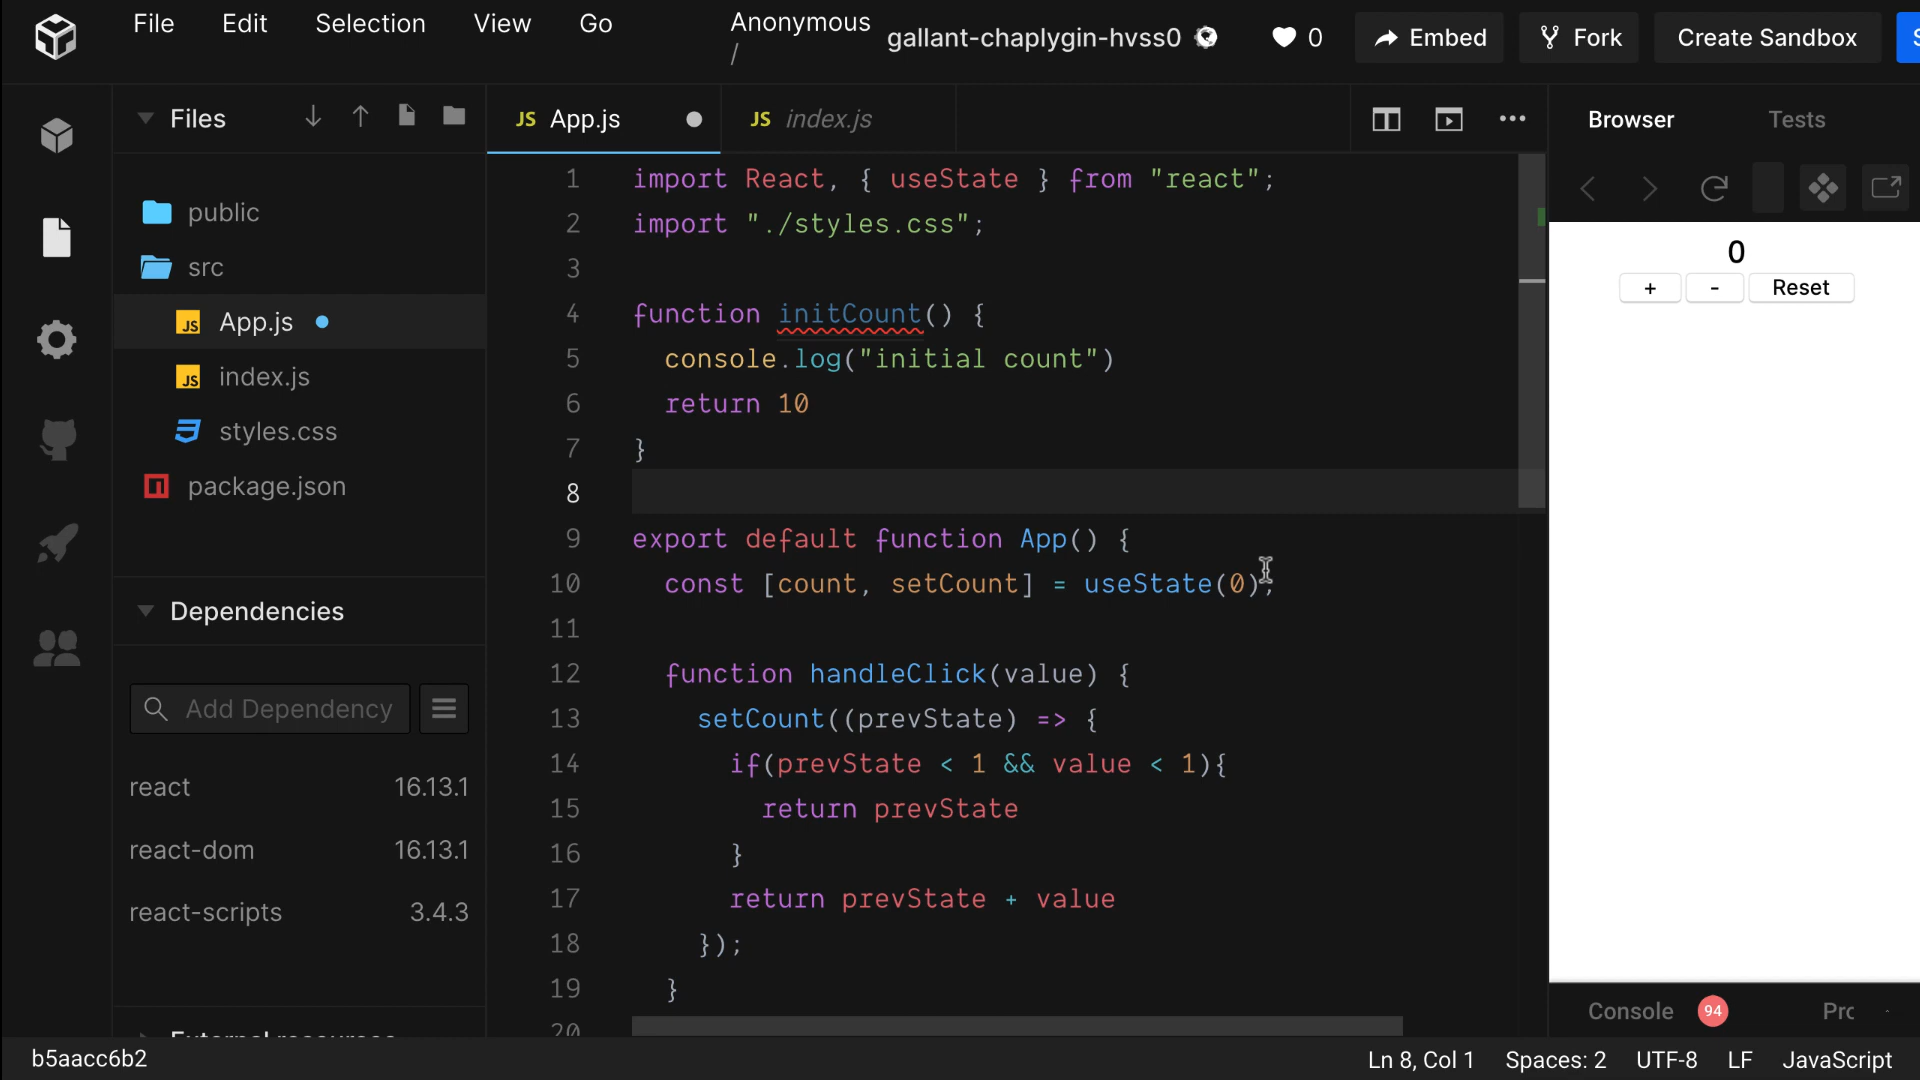 File Edit Selection View Go
Anonymous
/
gallant-chaplygin-hvss0
0
Embed
Fork
Create Sandbox
Files
JS App.js
JS index.js
Browser
Tests
public
src
JS App.js
JS index.js
styles.css
package.json
Dependencies
Add Dependency
react 16.13.1
react-dom 16.13.1
react-scripts 3.4.3
1 import React, { useState } from "react";
2 import "./styles.css";
3
4 function initCount() {
5 console.log("initial count")
6 return 10
7 }
8
9 export default function App() {
10 const [count, setCount] = useState(0);
11
12 function handleClick(value) {
13 setCount((prevState) => {
14 if(prevState < 1 && value < 1){
15 return prevState
16 }
17 return prevState + value
18 });
19 }
20
0
+ - Reset
Console 94
b5aacc6b2
Ln 8, Col 1 Spaces: 2 UTF-8 LF JavaScript